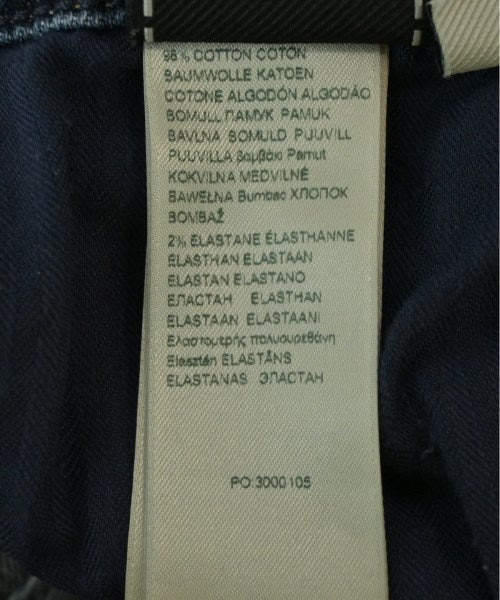 98% COTTON COTON
BAUMWOLLE KATOEN
COTONE ALGODÓN ALGODÃO
BOMULL ПАМУК PAMUK
BAVLNA BOMULD PUUVILL
PUUVILLA βαμβάκι Pamut
KOKVILNA MEDVILNĖ
BAWEŁNA Bumbac ХЛОПОК
BOMBAŽ
2% ELASTANE ÉLASTHANNE
ELASTHAN ELASTAAN
ELASTAN ELASTANO
ЕЛАСТАН ELASTHAN
ELASTAAN ELASTAANI
Ελαστομερής πολυουρεθάνη
Elasztén ELASTĀNS
ELASTANAS ЭЛАСТАН
PO:3000105